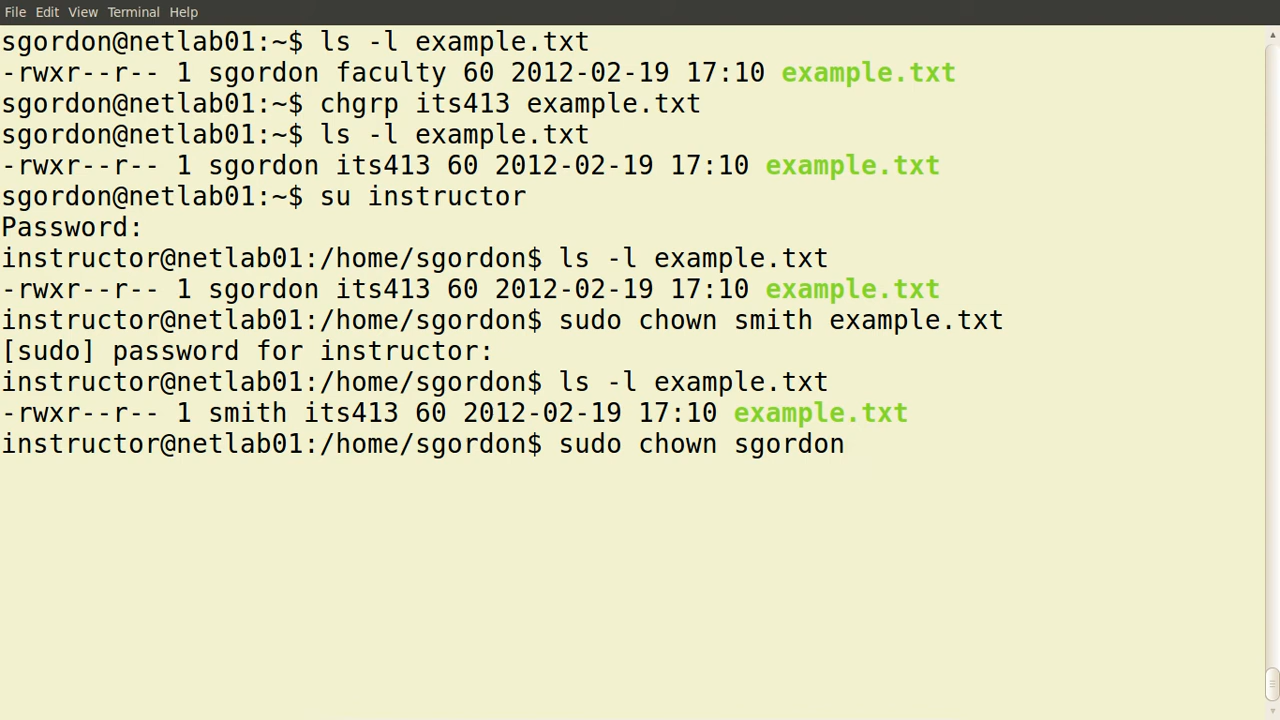 File Edit View Terminal Help
sgordon@netlab01:~$ ls -l example.txt
-rwxr--r-- 1 sgordon faculty 60 2012-02-19 17:10 example.txt
sgordon@netlab01:~$ chgrp its413 example.txt
sgordon@netlab01:~$ ls -l example.txt
-rwxr--r-- 1 sgordon its413 60 2012-02-19 17:10 example.txt
sgordon@netlab01:~$ su instructor
Password:
instructor@netlab01:/home/sgordon$ ls -l example.txt
-rwxr--r-- 1 sgordon its413 60 2012-02-19 17:10 example.txt
instructor@netlab01:/home/sgordon$ sudo chown smith example.txt
[sudo] password for instructor:
instructor@netlab01:/home/sgordon$ ls -l example.txt
-rwxr--r-- 1 smith its413 60 2012-02-19 17:10 example.txt
instructor@netlab01:/home/sgordon$ sudo chown sgordon